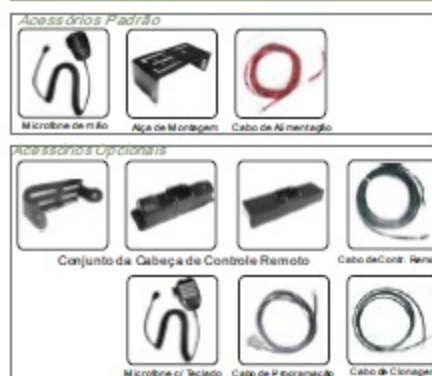 Acessórios Padrão
Microfone de mão Alça de Montagem Cabo de Alimentação
Acessórios Opcionais
Conjunto da Cabeça de Controle Remoto Cabo de Contr. Rem
Microfone c/ Teclado Cabo de Programação Cabo de Clonagem